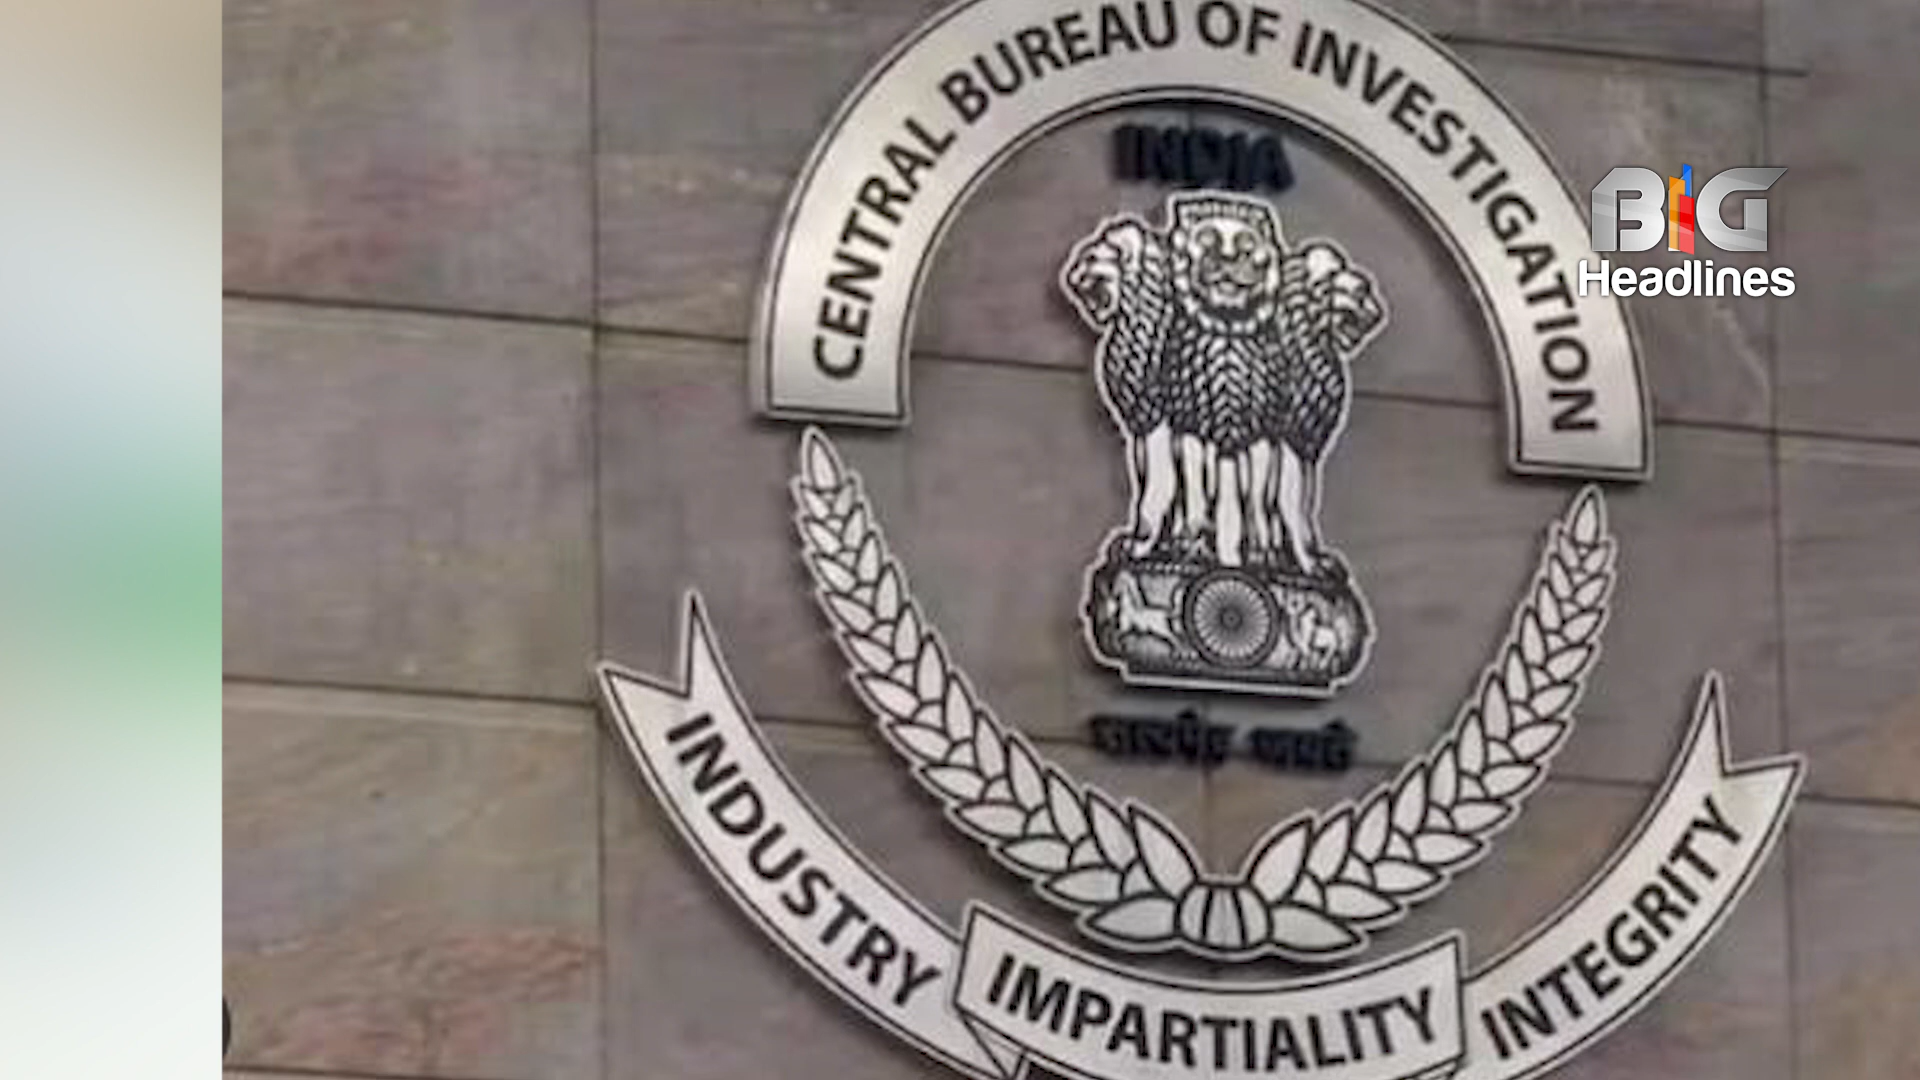 CENTRAL BUREAU OF INVESTIGATION
INDIA
BIG
Headlines
INDUSTRY
IMPARTIALITY
INTEGRITY